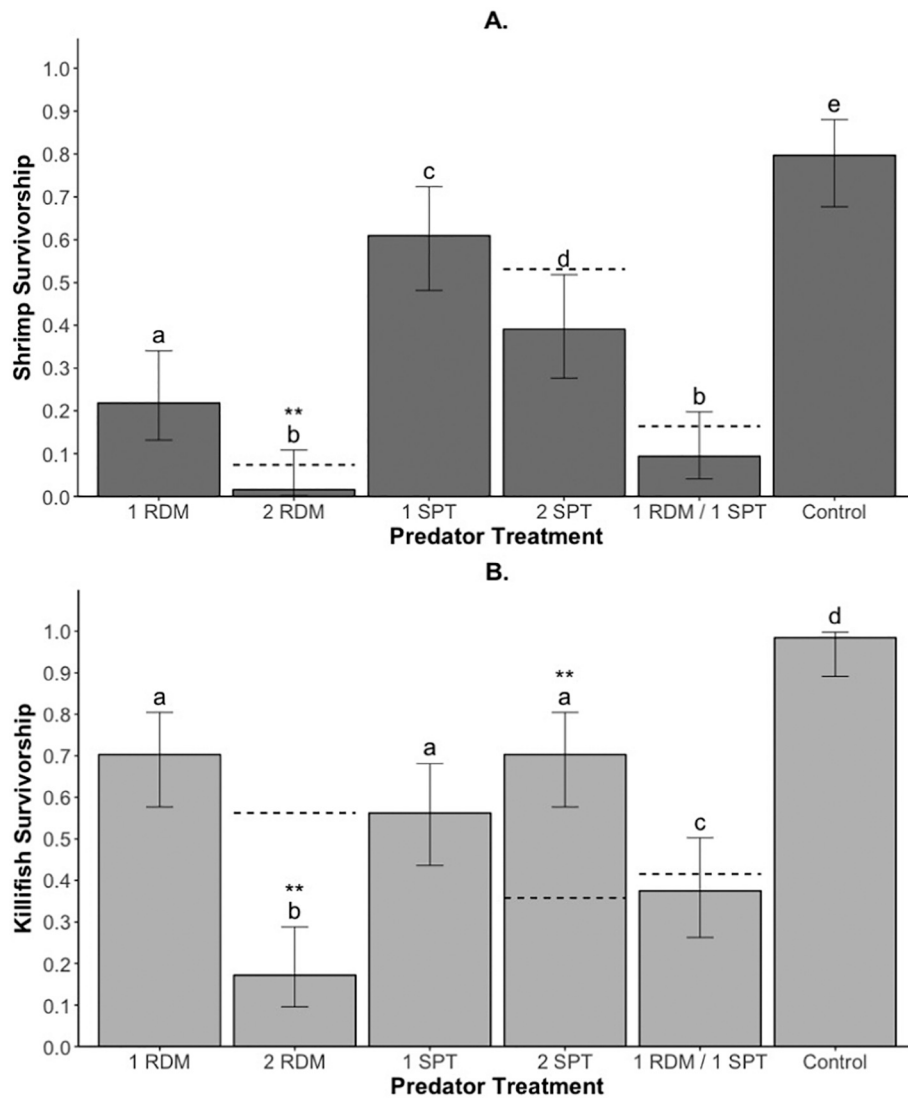 A.
Shrimp Survivorship
1.0
0.9
0.8
0.7
0.6
0.5
0.4
0.3
0.2
0.1
0.0
a
**
b
c
d
b
e
1 RDM 2 RDM 1 SPT 2 SPT 1 RDM / 1 SPT Control
Predator Treatment
B.
Killifish Survivorship
1.0
0.9
0.8
0.7
0.6
0.5
0.4
0.3
0.2
0.1
0.0
a
**
b
a
**
a
c
d
1 RDM 2 RDM 1 SPT 2 SPT 1 RDM / 1 SPT Control
Predator Treatment